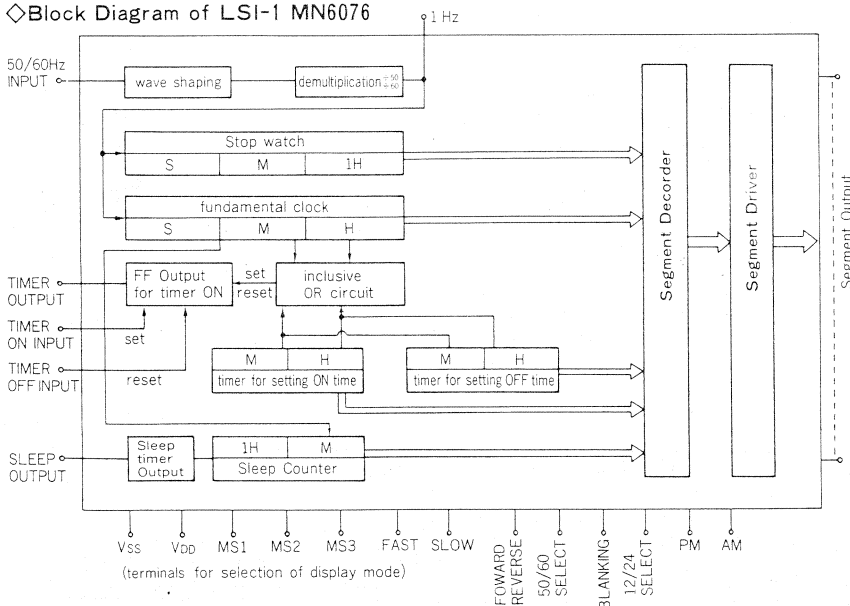 ◇Block Diagram of LSI-1 MN6076
1 Hz
50/60Hz
INPUT
wave shaping
demultiplication ÷50
÷60
Stop watch
S M 1H
fundamental clock
S M H
TIMER
OUTPUT
FF Output
for timer ON
set
reset
inclusive
OR circuit
TIMER
ON INPUT
set
TIMER
OFF INPUT
reset
M H
timer for setting ON time
M H
timer for setting OFF time
SLEEP
OUTPUT
Sleep
timer
Output
1H M
Sleep Counter
Segment Decorder
Segment Driver
Segment Output
VSS VDD MS1 MS2 MS3 FAST SLOW
FOWARD
REVERSE
50/60
SELECT
BLANKING
12/24
SELECT
PM AM
(terminals for selection of display mode)